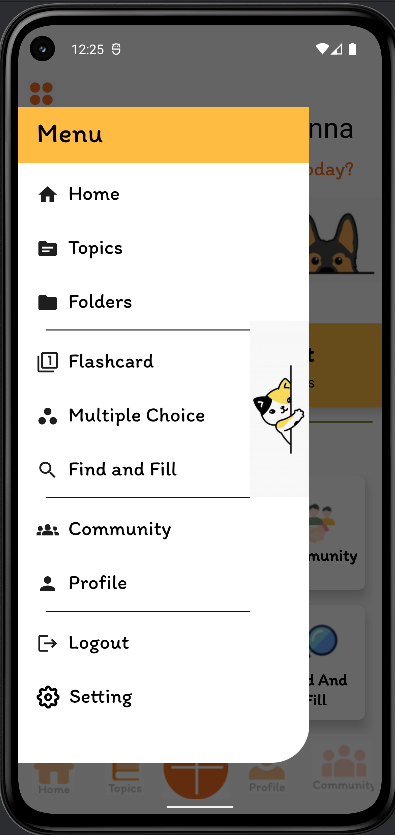 12:25
nna
oday?
Menu
Home
Topics
Folders
t
s
Flashcard
Multiple Choice
Find and Fill
Community
munity
Profile
Logout
d And
Fill
Setting
1
Home
Topics
Profile
Community